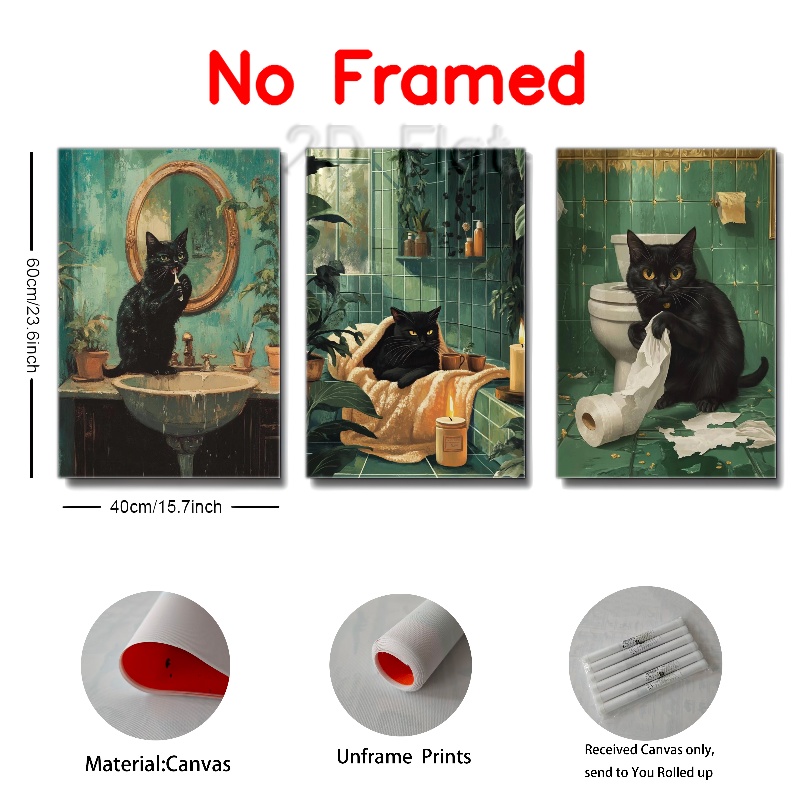 No Framed
2D Flat
60cm/23.6inch
40cm/15.7inch
Material:Canvas
Unframe Prints
Received Canvas only,
send to You Rolled up